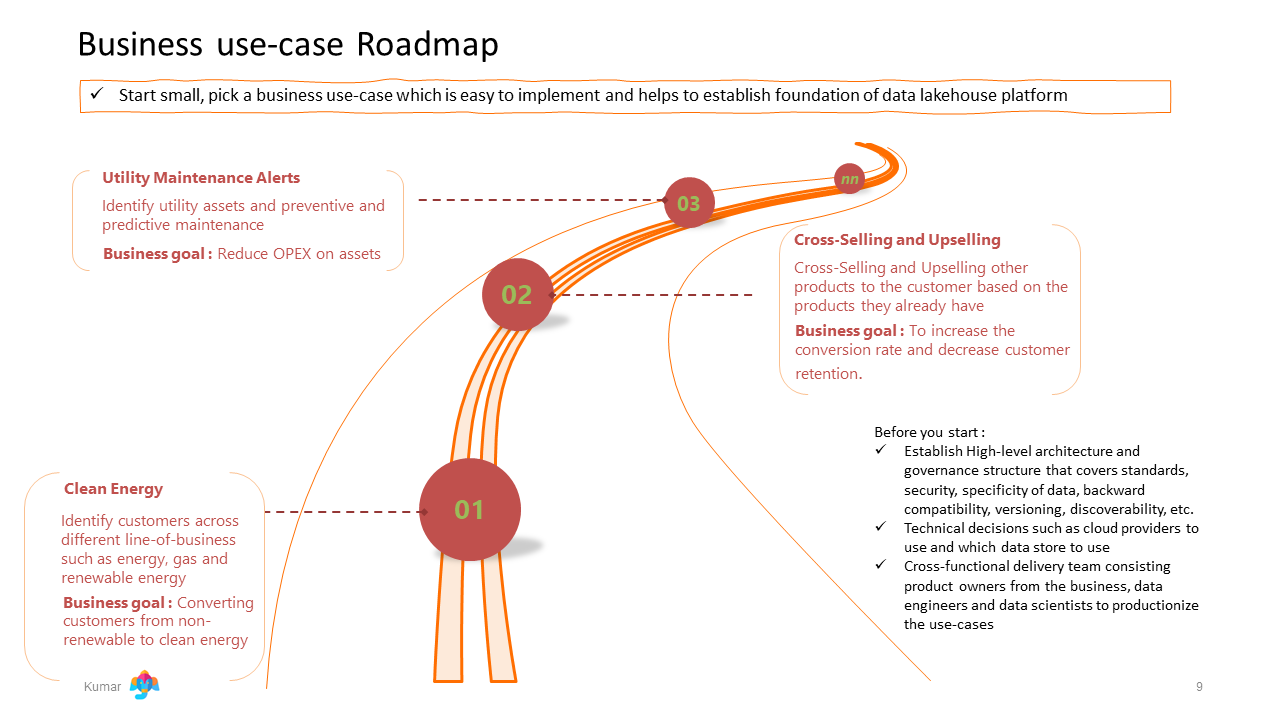 Business use-case Roadmap
✓ Start small, pick a business use-case which is easy to implement and helps to establish foundation of data lakehouse platform
Utility Maintenance Alerts
Identify utility assets and preventive and
predictive maintenance
Business goal : Reduce OPEX on assets
03
nn
02
Cross-Selling and Upselling
Cross-Selling and Upselling other
products to the customer based on the
products they already have
Business goal : To increase the
conversion rate and decrease customer
retention.
Before you start :
✓ Establish High-level architecture and
governance structure that covers standards,
security, specificity of data, backward
compatibility, versioning, discoverability, etc.
✓ Technical decisions such as cloud providers to
use and which data store to use
✓ Cross-functional delivery team consisting
product owners from the business, data
engineers and data scientists to productionize
the use-cases
Clean Energy
Identify customers across
different line-of-business
such as energy, gas and
renewable energy
Business goal : Converting
customers from non-
renewable to clean energy
01
Kumar
9